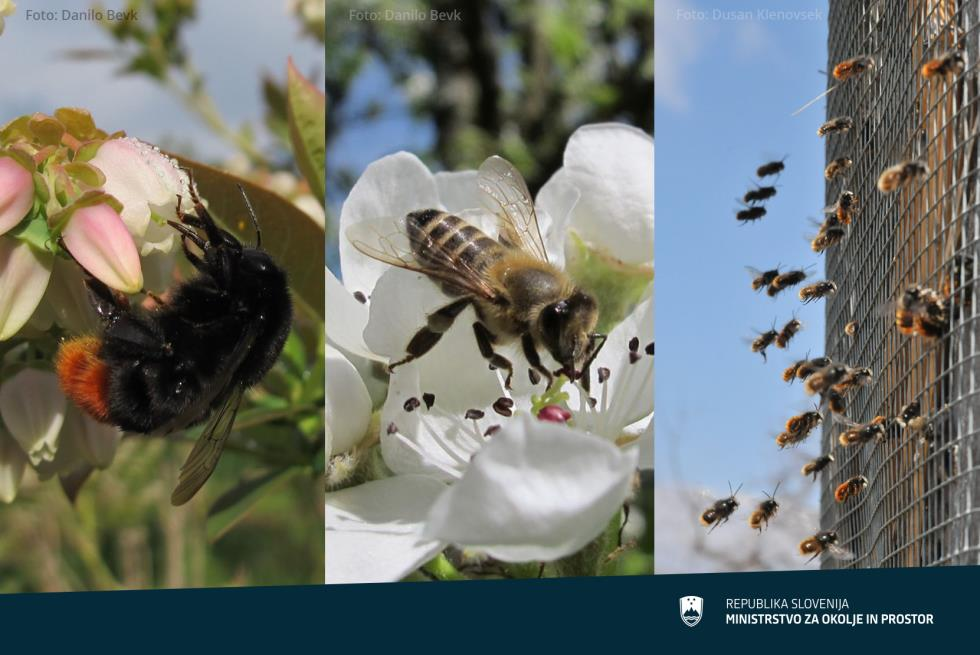 Foto: Danilo Bevk
Foto: Danilo Bevk
Foto: Dusan Klenovsek
REPUBLIKA SLOVENIJA
MINISTRSTVO ZA OKOLJE IN PROSTOR